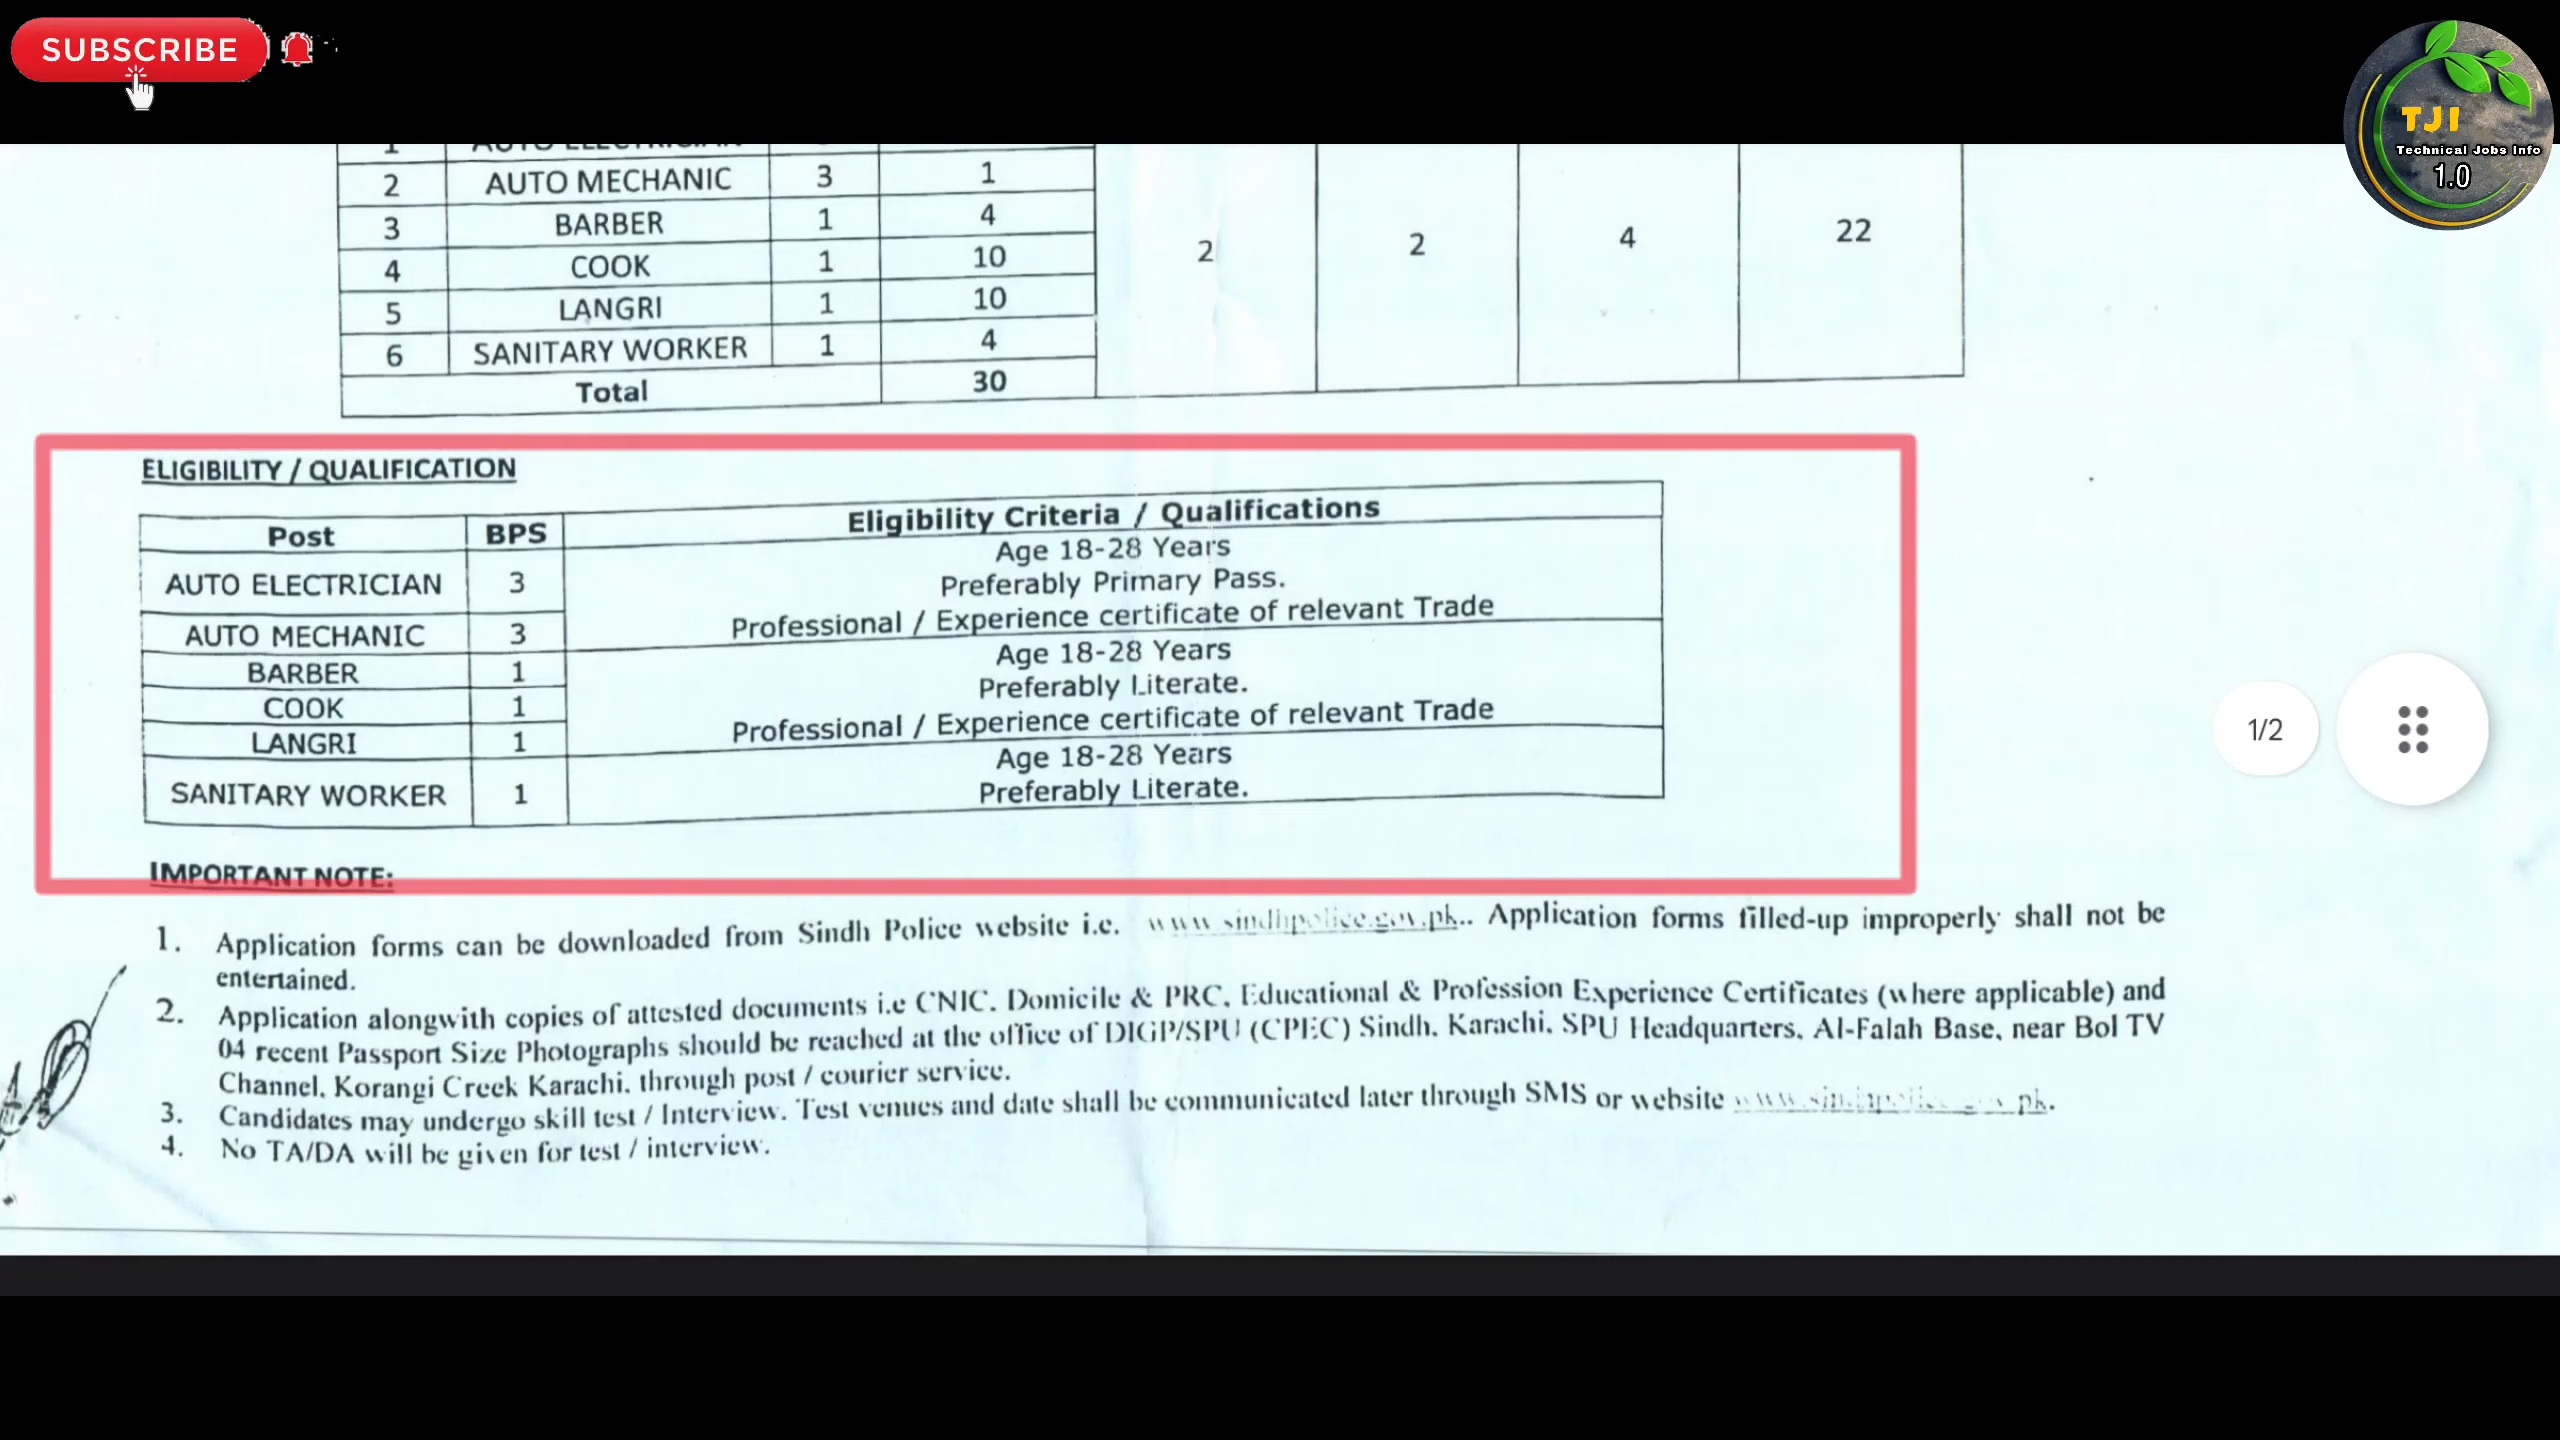 SUBSCRIBE
TJI
Technical Jobs Info
1.0
2 AUTO MECHANIC 3 1
3 BARBER 1 4
4 COOK 1 10
5 LANGRI 1 10
6 SANITARY WORKER 1 4
2 2 4 22
Total 30
ELIGIBILITY / QUALIFICATION
Post BPS Eligibility Criteria / Qualifications
AUTO ELECTRICIAN 3
AUTO MECHANIC 3
Age 18-28 Years
Preferably Primary Pass.
Professional / Experience certificate of relevant Trade
BARBER 1
COOK 1
LANGRI 1
Age 18-28 Years
Preferably Literate.
Professional / Experience certificate of relevant Trade
SANITARY WORKER 1
Age 18-28 Years
Preferably Literate.
1/2
IMPORTANT NOTE:
1. Application forms can be downloaded from Sindh Police website i.e. www.sindhpolice.gov.pk.. Application forms filled-up improperly shall not be
entertained.
2. Application alongwith copies of attested documents i.e CNIC, Domicile & PRC, Educational & Profession Experience Certificates (where applicable) and
04 recent Passport Size Photographs should be reached at the office of DIGP/SPU (CPEC) Sindh, Karachi, SPU Headquarters, Al-Falah Base, near Bol TV
Channel, Korangi Creek Karachi, through post / courier service.
3. Candidates may undergo skill test / Interview. Test venues and date shall be communicated later through SMS or website
4. No TA/DA will be given for test / interview.